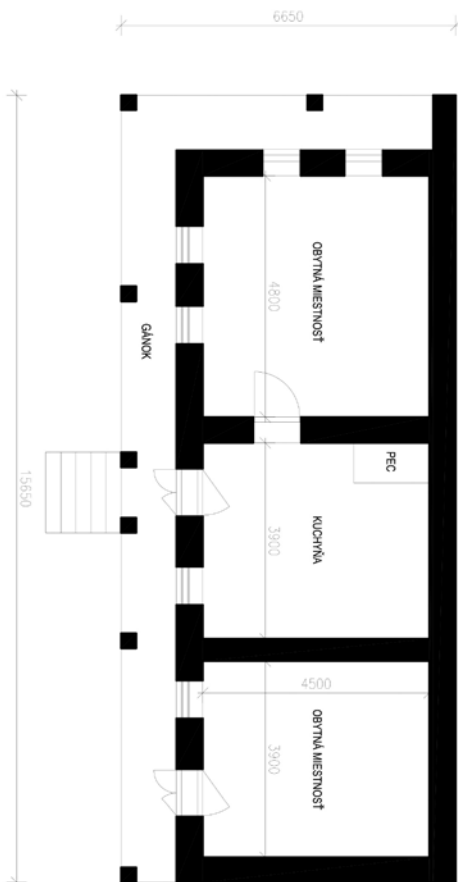 6650
OBYTNÁ MIESTNOSŤ
4800
GÁNOK
15650
PEC
KUCHYŇA
3900
4500
OBYTNÁ MIESTNOSŤ
3900